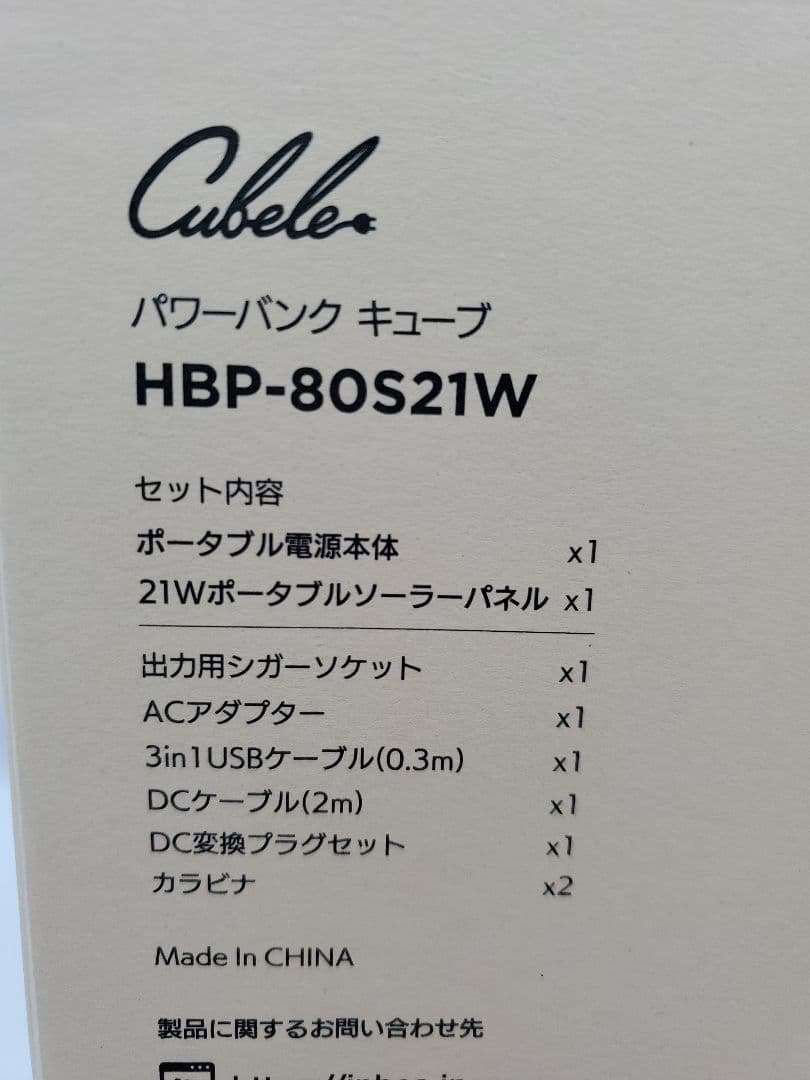 Cubele
パワーバンク キューブ
HBP-80S21W
セット内容
ポータブル電源本体 x1
21Wポータブルソーラーパネル x1
出力用シガーソケット x1
ACアダプター x1
3in1USBケーブル(0.3m) x1
DCケーブル(2m) x1
DC変換プラグセット x1
カラビナ x2
Made In CHINA
製品に関するお問い合わせ先